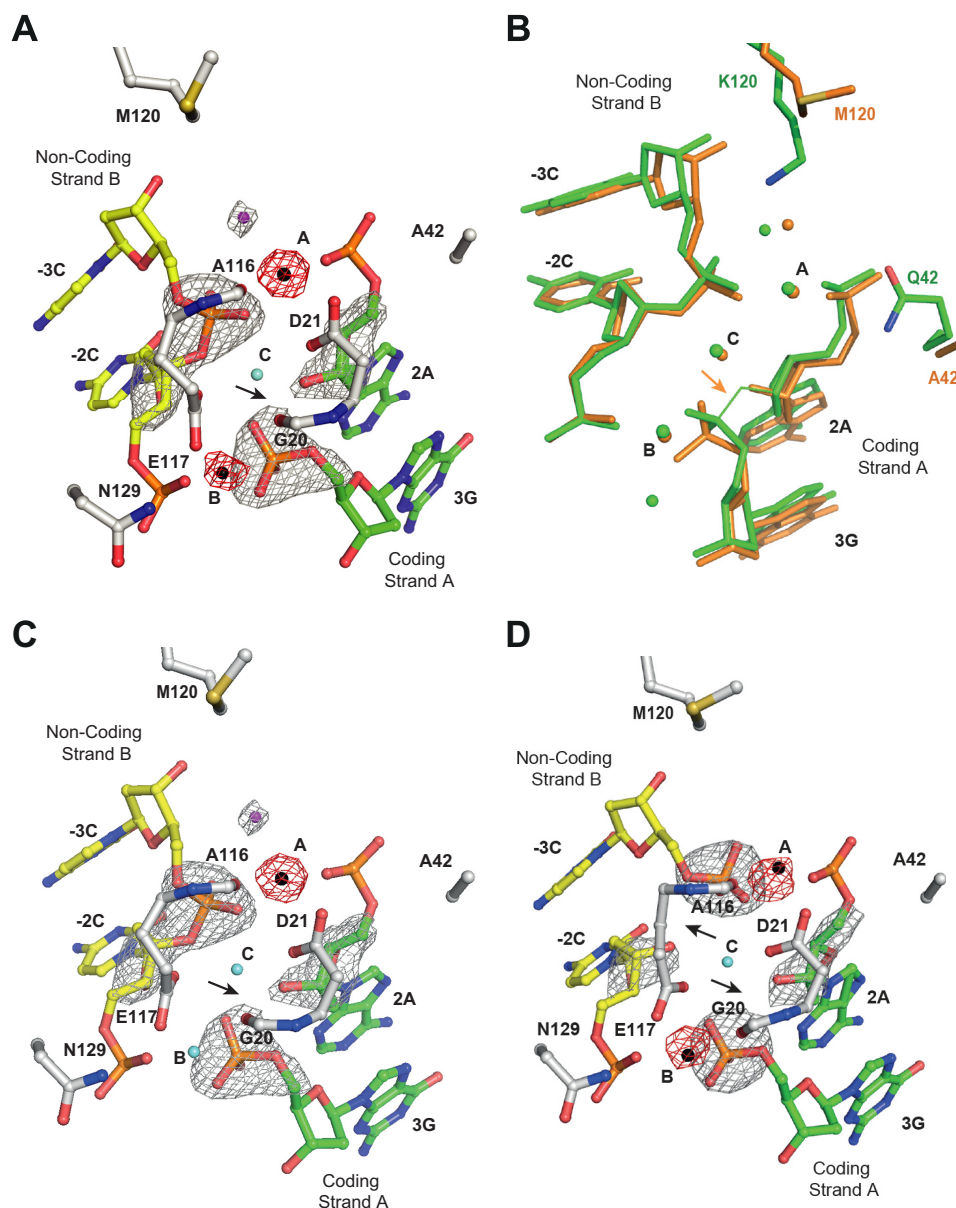 A
M120
Non-Coding
Strand B
A
A42
-3C
A116
D21
C
-2C
2A
G20
E117
N129
B
3G
Coding
Strand A
B
Non-Coding
Strand B
K120
M120
-3C
A
-2C
Q42
C
A42
B
2A
Coding
Strand A
3G
C
M120
Non-Coding
Strand B
-3C
A116
A
A42
D21
-2C
C
2A
E117
G20
N129
B
3G
Coding
Strand A
D
M120
Non-Coding
Strand B
A
-3C
A42
A116
D21
-2C
C
2A
G20
N129
E117
B
3G
Coding
Strand A